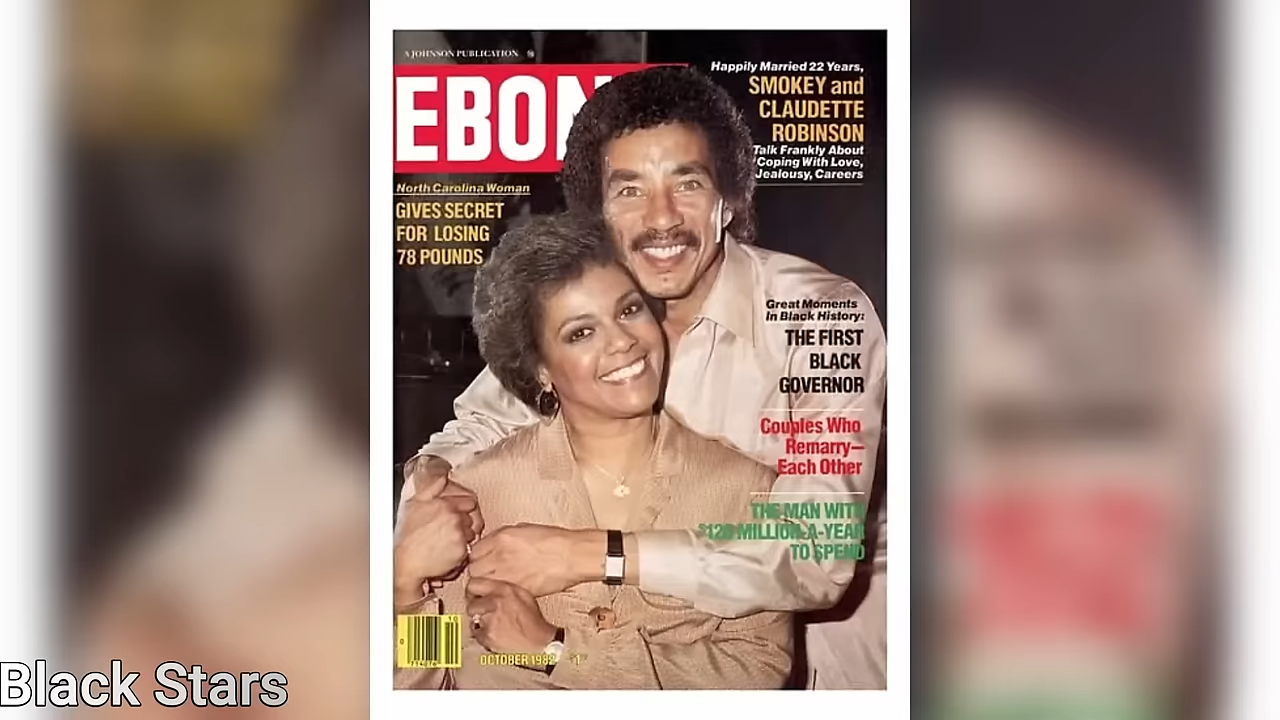 A JOHNSON PUBLICATION
EBON
Happily Married 22 Years,
SMOKEY and
CLAUDETTE
ROBINSON
Talk Frankly About
Coping With Love,
Jealousy, Careers
North Carolina Woman
GIVES SECRET
FOR LOSING
78 POUNDS
Great Moments
In Black History:
THE FIRST
BLACK
GOVERNOR
Couples Who
Remarry—
Each Other
THE MAN WITH
MILLION-A-YEAR
TO SPEND
OCTOBER 1982
Black Stars